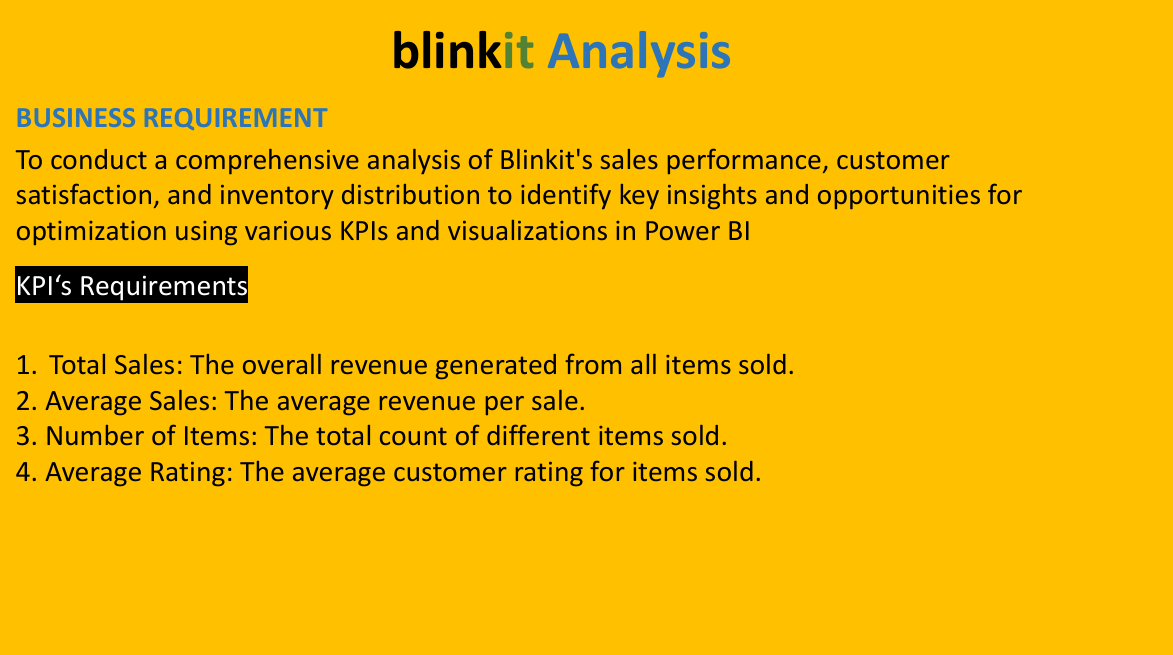 blinkit Analysis
BUSINESS REQUIREMENT
To conduct a comprehensive analysis of Blinkit's sales performance, customer
satisfaction, and inventory distribution to identify key insights and opportunities for
optimization using various KPIs and visualizations in Power BI
KPI‘s Requirements
1. Total Sales: The overall revenue generated from all items sold.
2. Average Sales: The average revenue per sale.
3. Number of Items: The total count of different items sold.
4. Average Rating: The average customer rating for items sold.